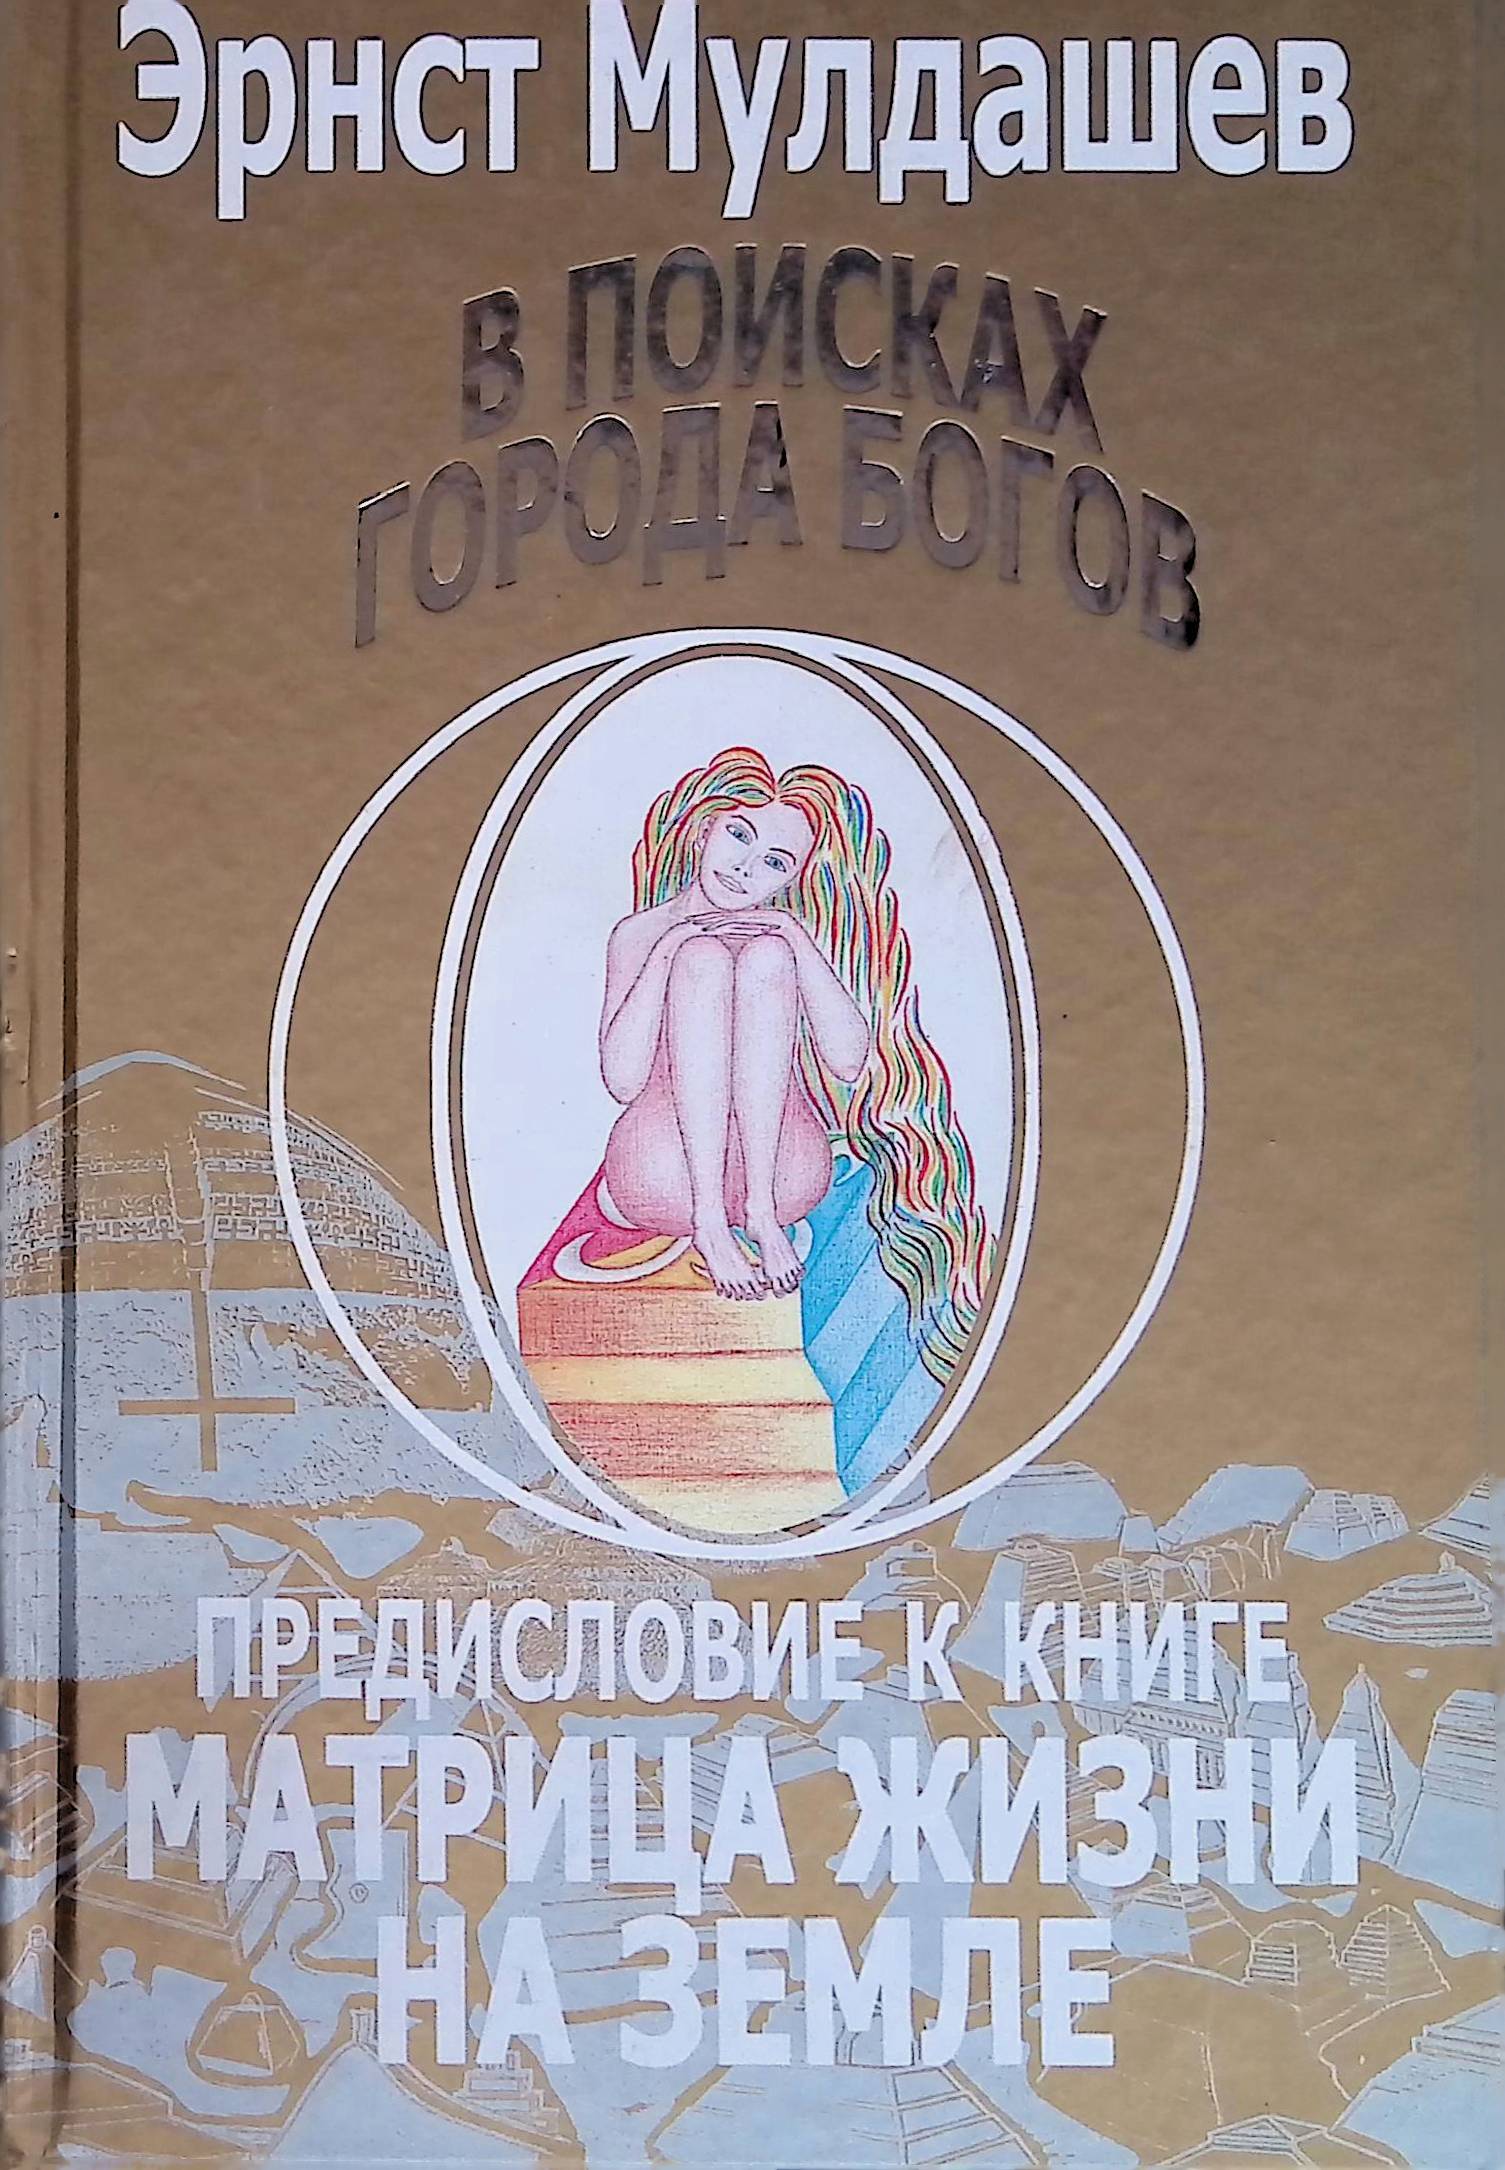 Эрнст Мулдашев
В ПОИСКАХ
ГОРОДА БОГОВ
ПРЕДИСЛОВИЕ К КНИГЕ
МАТРИЦА ЖИЗНИ
НА ЗЕМЛЕ